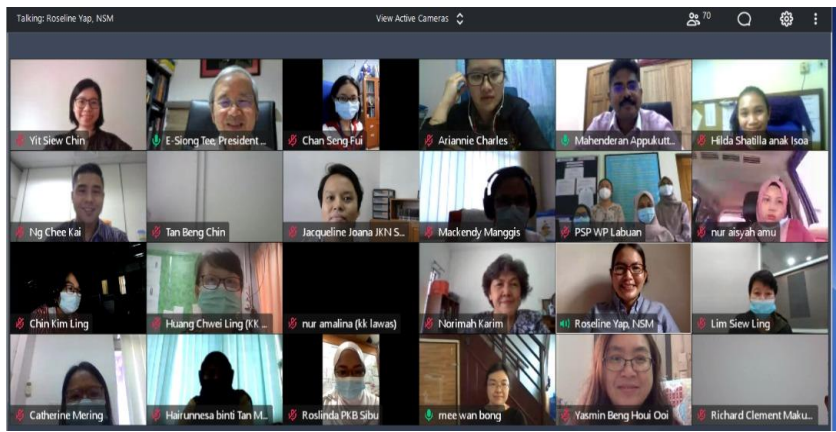 Talking: Roseline Yap, NSM
View Active Cameras
70
Yit Siew Chin
E-Siong Tee, President ...
Chan Seng Fui
Ariannie Charles
Mahenderan Appukutt...
Hilda Shatilla anak Isoa
Ng Chee Kai
Tan Beng Chin
Jacqueline Joana JKN S...
Mackendy Manggis
PSP WP Labuan
nur aisyah amu
Chin Kim Ling
Huang Chwei Ling (KK ...
nur amalina (kk lawas)
Norimah Karim
Roseline Yap, NSM
Lim Siew Ling
Catherine Mering
Hairunnesa binti Tan M...
Roslinda PKB Sibu
mee wan bong
Yasmin Beng Houi Ooi
Richard Clement Maku...